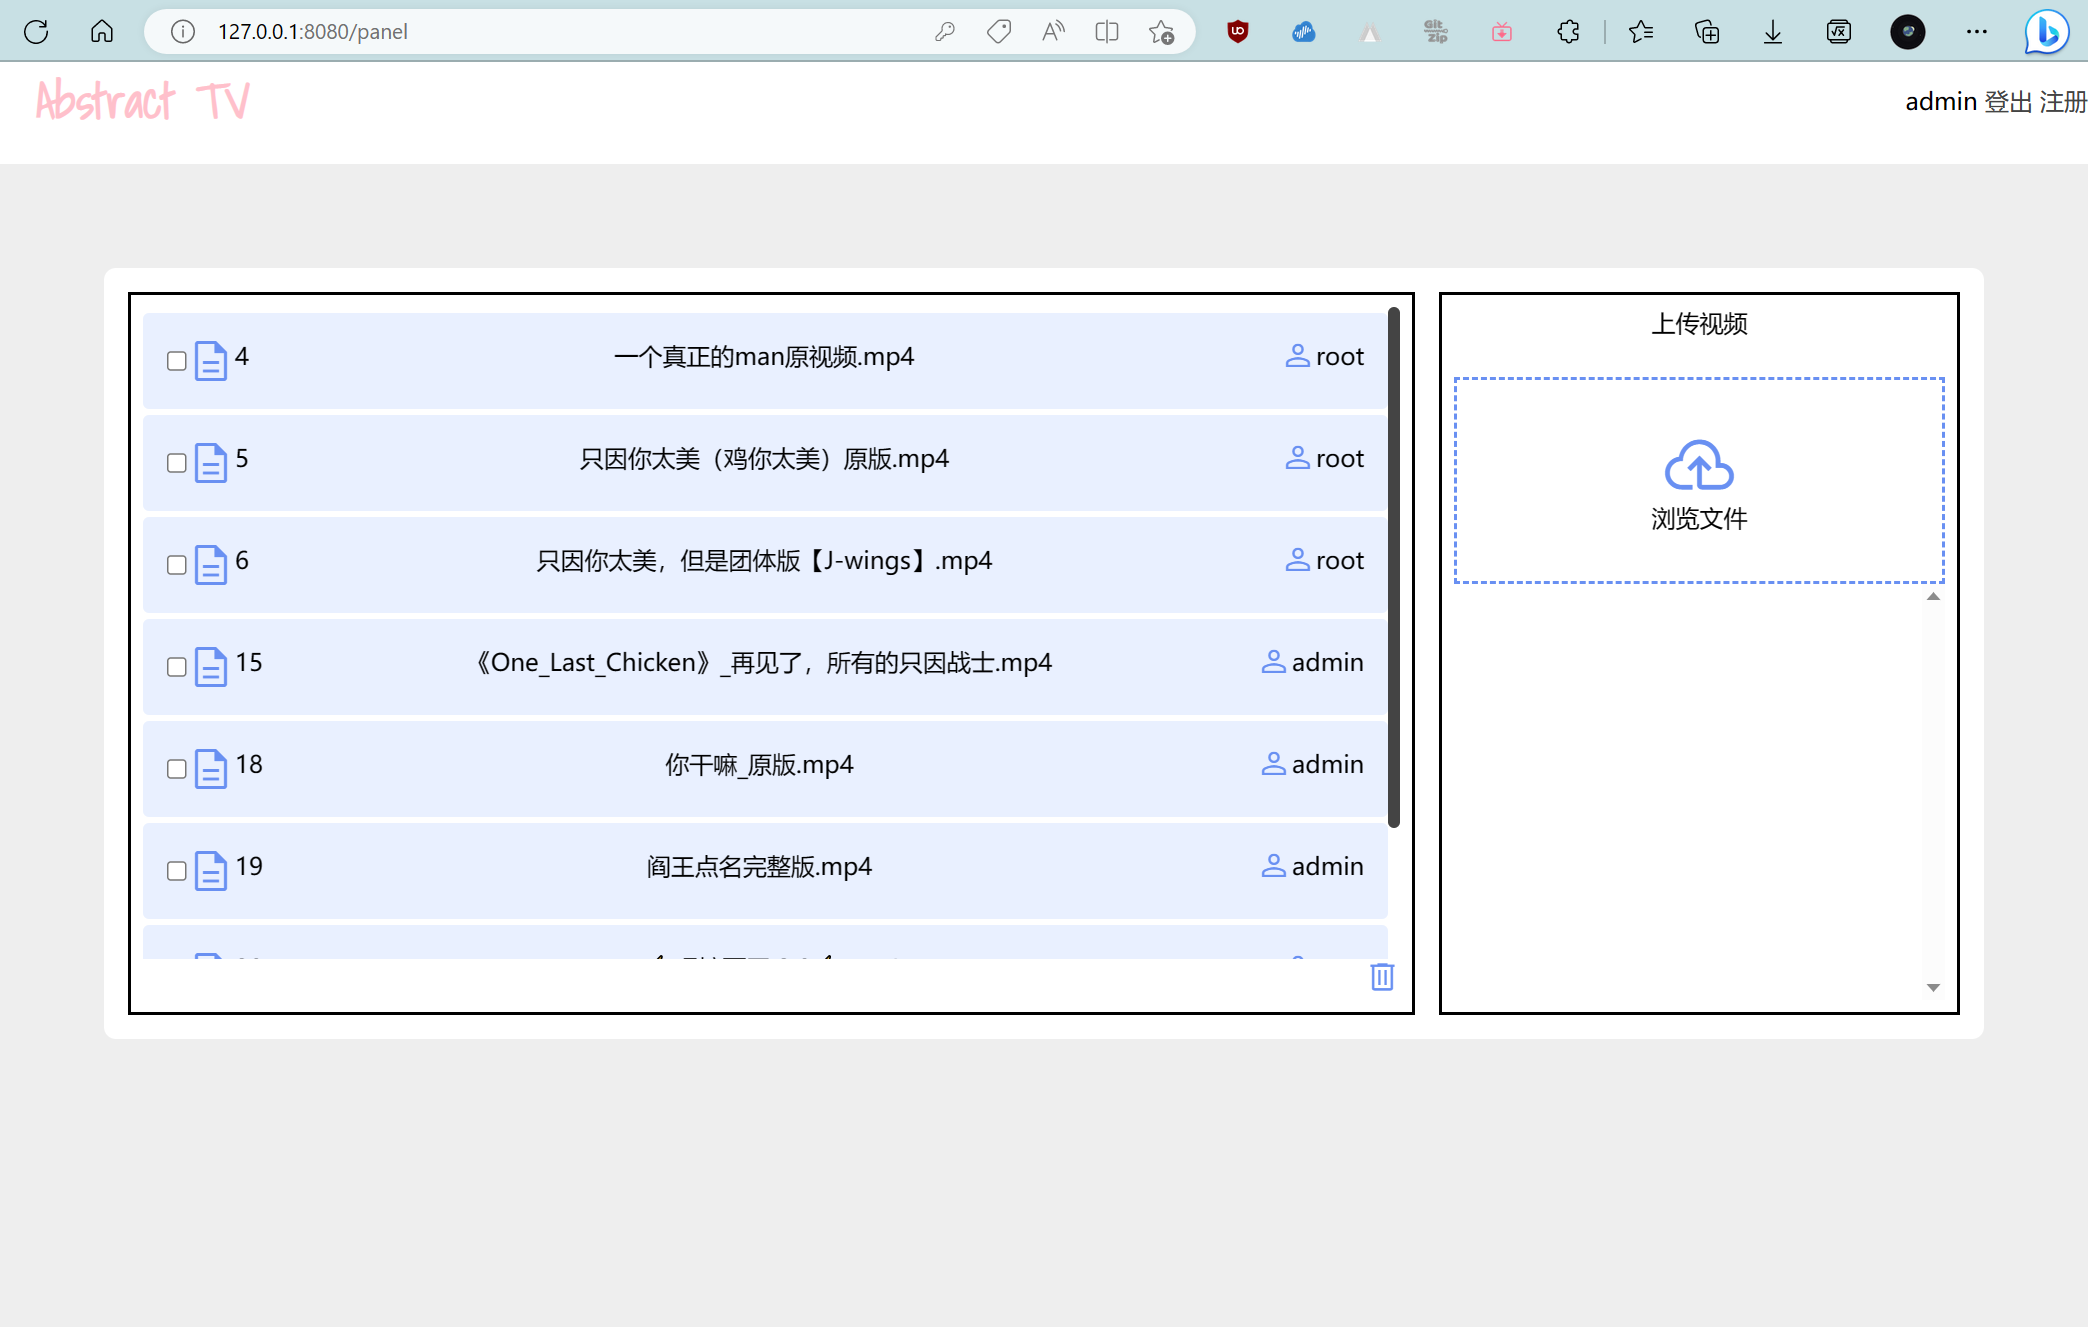 127.0.0.1:8080/panel
Git Zip
Abstract TV
admin 登出 注册
4 一个真正的man原视频.mp4 root
5 只因你太美（鸡你太美）原版.mp4 root
6 只因你太美，但是团体版【J-wings】.mp4 root
15 《One_Last_Chicken》_再见了，所有的只因战士.mp4 admin
18 你干嘛_原版.mp4 admin
19 阎王点名完整版.mp4 admin
上传视频
浏览文件